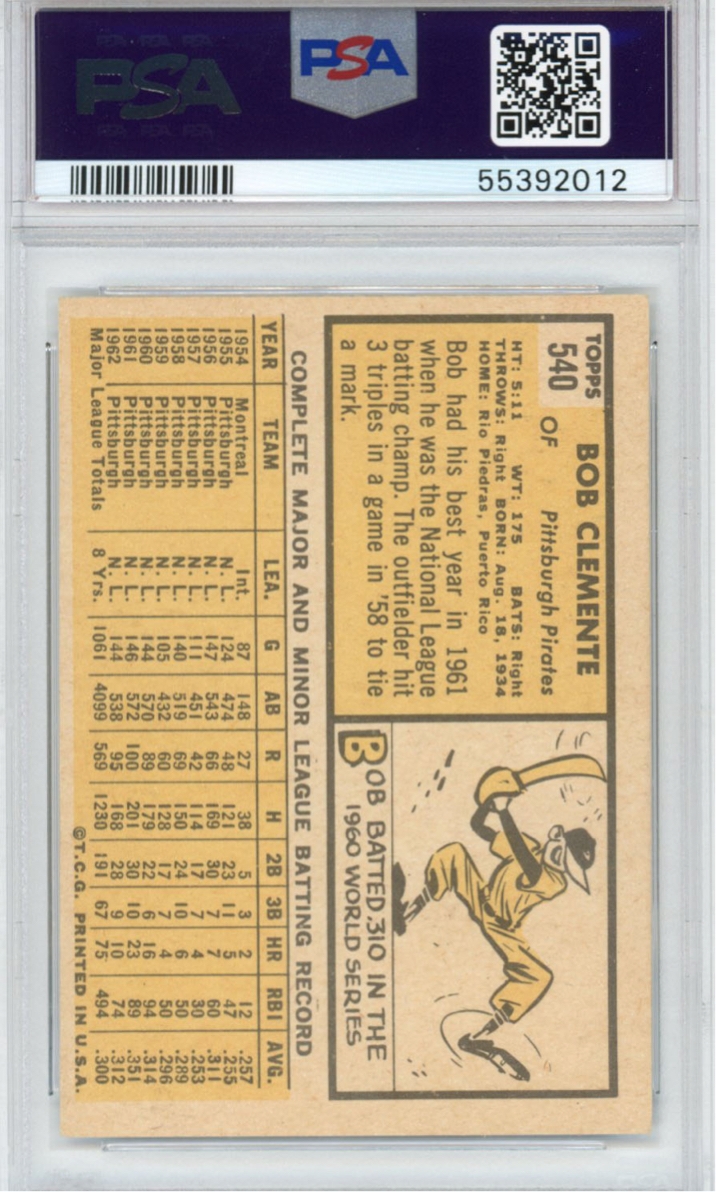 PSA PSA PSA
PSA
PSA PSA PSA
PSA
55392012
TOPPS
540
BOB CLEMENTE
OF Pittsburgh Pirates
HT: 5:11 WT: 175 BATS: Right
THROWS: Right BORN: Aug. 18, 1934
HOME: Rio Piedras, Puerto Rico
Bob had his best year in 1961
when he was the National League
batting champ. The outfielder hit
3 triples in a game in '58 to tie
a mark.
BOB BATTED .310 IN THE
1960 WORLD SERIES
COMPLETE MAJOR AND MINOR LEAGUE BATTING RECORD
YEAR TEAM LEA. G AB R H 2B 3B HR RBI AVG.
1954 Montreal Int. 87 148 27 38 5 3 2 12 .257
1955 Pittsburgh N. L. 124 474 48 121 23 11 5 47 .255
1956 Pittsburgh N. L. 147 543 66 169 30 7 7 60 .311
1957 Pittsburgh N. L. 111 451 42 114 17 7 4 30 .253
1958 Pittsburgh N. L. 140 519 69 150 24 10 6 50 .289
1959 Pittsburgh N. L. 105 432 60 128 17 7 4 50 .296
1960 Pittsburgh N. L. 144 570 89 179 22 6 16 94 .314
1961 Pittsburgh N. L. 146 572 100 201 30 10 23 89 .351
1962 Pittsburgh N. L. 144 538 95 168 28 9 10 74 .312
Major League Totals 8 Yrs. 1061 4099 569 1230 191 67 75 494 .300
©T.C.G. PRINTED IN U.S.A.